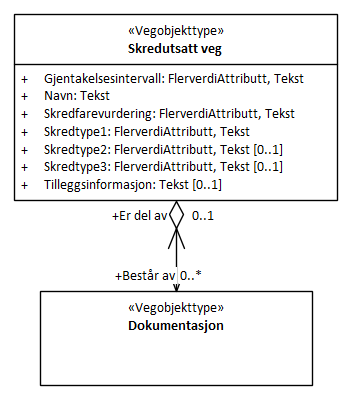 «Vegobjekttype»
Skredutsatt veg
+ Gjentakelsesintervall: FlerverdiAttributt, Tekst
+ Navn: Tekst
+ Skredfarevurdering: FlerverdiAttributt, Tekst
+ Skredtype1: FlerverdiAttributt, Tekst
+ Skredtype2: FlerverdiAttributt, Tekst [0..1]
+ Skredtype3: FlerverdiAttributt, Tekst [0..1]
+ Tilleggsinformasjon: Tekst [0..1]
+Er del av 0..1
+Består av 0..*
«Vegobjekttype»
Dokumentasjon